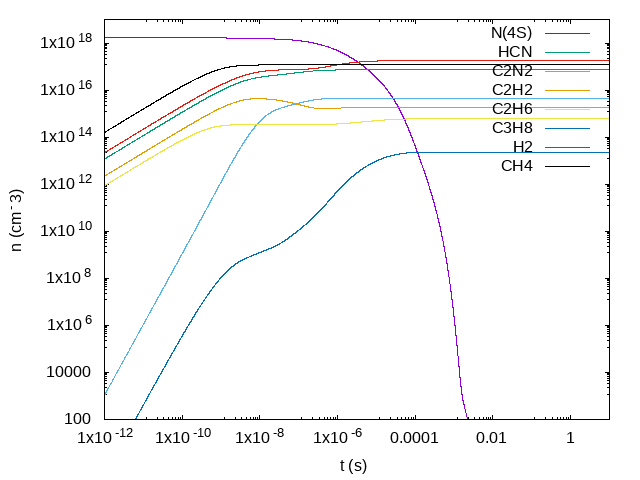 N(4S)
HCN
C2N2
C2H2
C2H6
C3H8
H2
CH4
1x10 18
1x10 16
1x10 14
1x10 12
1x10 10
1x10 8
1x10 6
10000
100
n (cm-3)
1x10-12
1x10-10
1x10-8
1x10-6
0.0001
0.01
1
t (s)